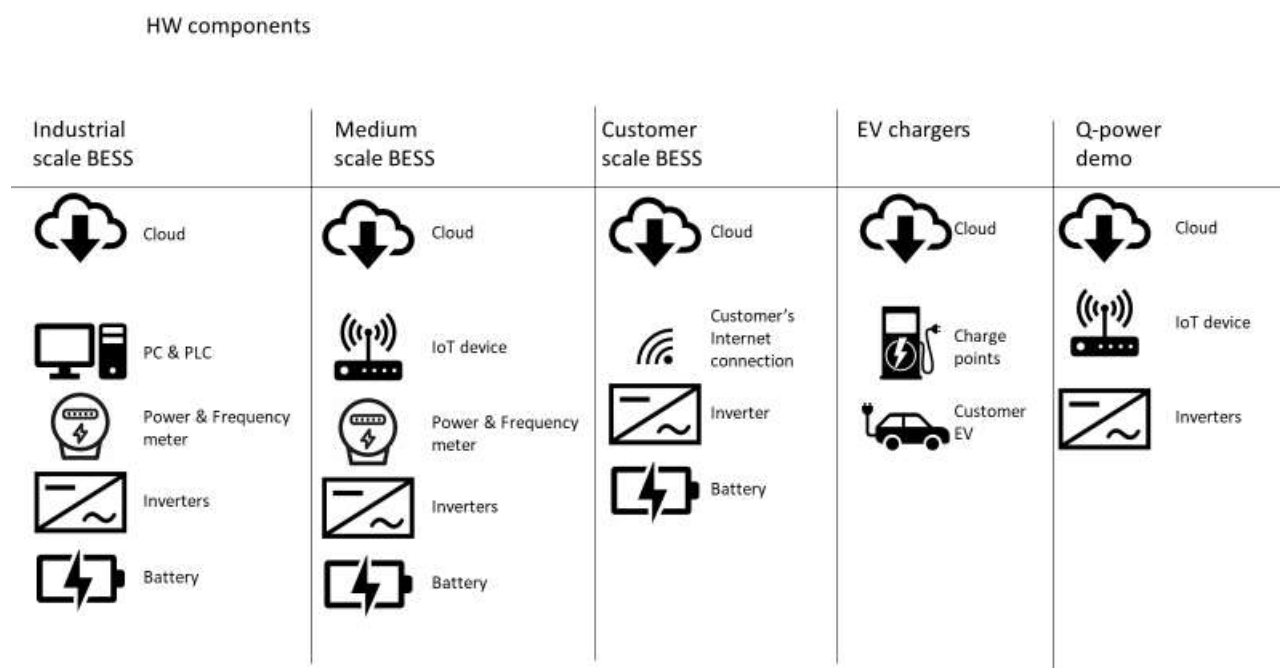 HW components
Industrial
scale BESS
Medium
scale BESS
Customer
scale BESS
EV chargers
Q-power
demo
Cloud
PC & PLC
Power & Frequency
meter
Inverters
Battery
Cloud
IoT device
Power & Frequency
meter
Inverters
Battery
Cloud
Customer's
Internet
connection
Inverter
Battery
Cloud
Charge
points
Customer
EV
Cloud
IoT device
Inverters